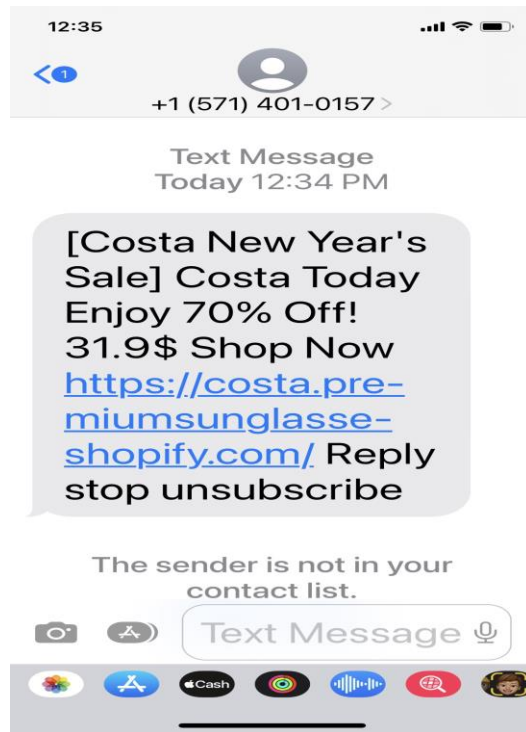 12:35
1
+1 (571) 401-0157 >
Text Message
Today 12:34 PM
[Costa New Year's
Sale] Costa Today
Enjoy 70% Off!
31.9$ Shop Now
https://costa.pre-
miumsunglasse-
shopify.com/ Reply
stop unsubscribe
The sender is not in your
contact list.
Text Message
Cash